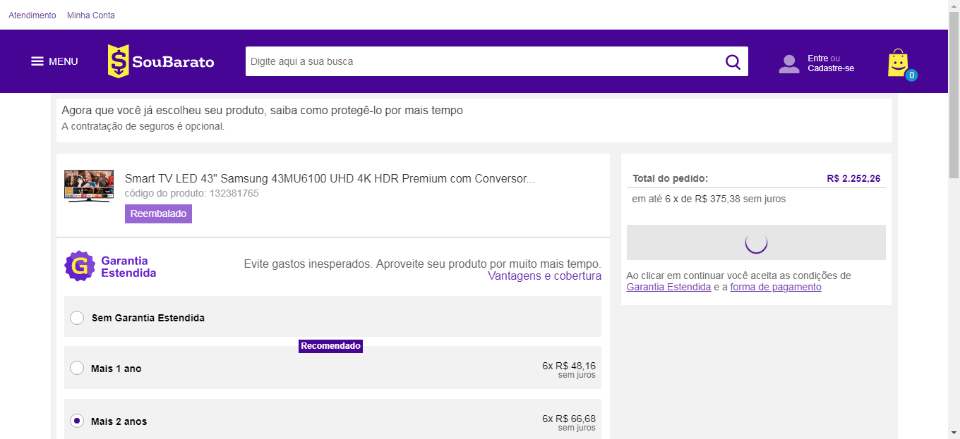 Atendimento Minha Conta
MENU
SouBarato
Digite aqui a sua busca
Entre ou
Cadastre-se
0
Agora que você já escolheu seu produto, saiba como protegê-lo por mais tempo
A contratação de seguros é opcional.
Smart TV LED 43" Samsung 43MU6100 UHD 4K HDR Premium com Conversor...
código do produto: 132381765
Reembalado
Total do pedido: R$ 2.252,26
em até 6 x de R$ 375,38 sem juros
Ao clicar em continuar você aceita as condições de
Garantia Estendida e a forma de pagamento
G
Garantia
Estendida
Evite gastos inesperados. Aproveite seu produto por muito mais tempo.
Vantagens e cobertura
Sem Garantia Estendida
Recomendado
Mais 1 ano 6x R$ 48,16
sem juros
Mais 2 anos 6x R$ 66,68
sem juros